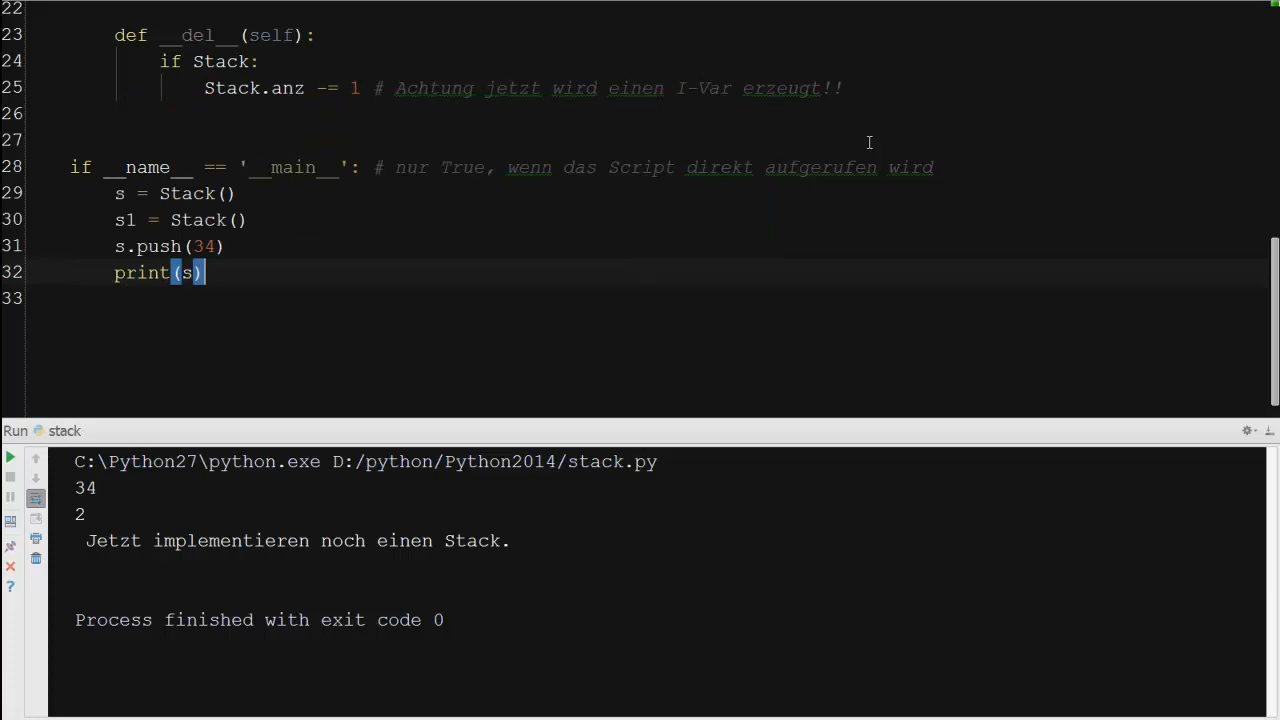 22
23 def __del__(self):
24 if Stack:
25 Stack.anz -= 1 # Achtung jetzt wird einen I-Var erzeugt!!
26
27
28 if __name__ == '__main__': # nur True, wenn das Script direkt aufgerufen wird
29 s = Stack()
30 s1 = Stack()
31 s.push(34)
32 print(s)
33
Run stack
C:\Python27\python.exe D:/python/Python2014/stack.py
34
2
Jetzt implementieren noch einen Stack.
Process finished with exit code 0